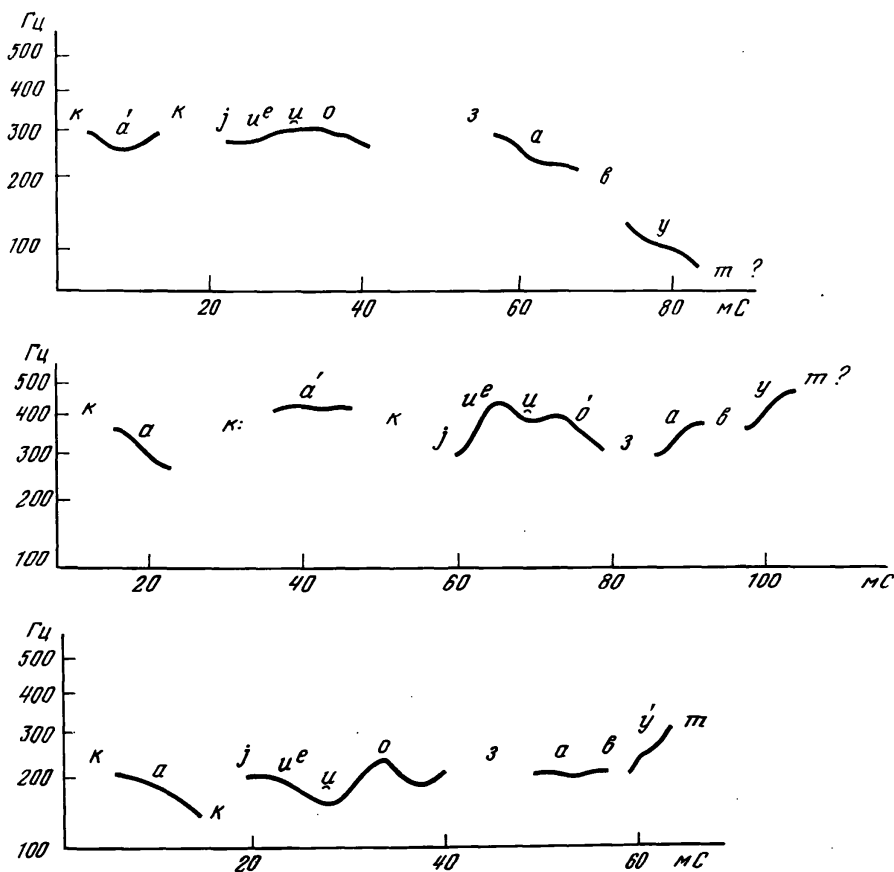 Гц
500
400
300
200
100
к а́ к j иᵉ и̯ о з а в у т ?
20 40 60 80 мС
Гц
500
400
300
200
100
к а к: а́ к j иᵉ и̯ о́ з а в у т ?
20 40 60 80 100 мС
Гц
500
400
300
200
100
к а к j иᵉ и̯ о з а в у́ т
20 40 60 мС